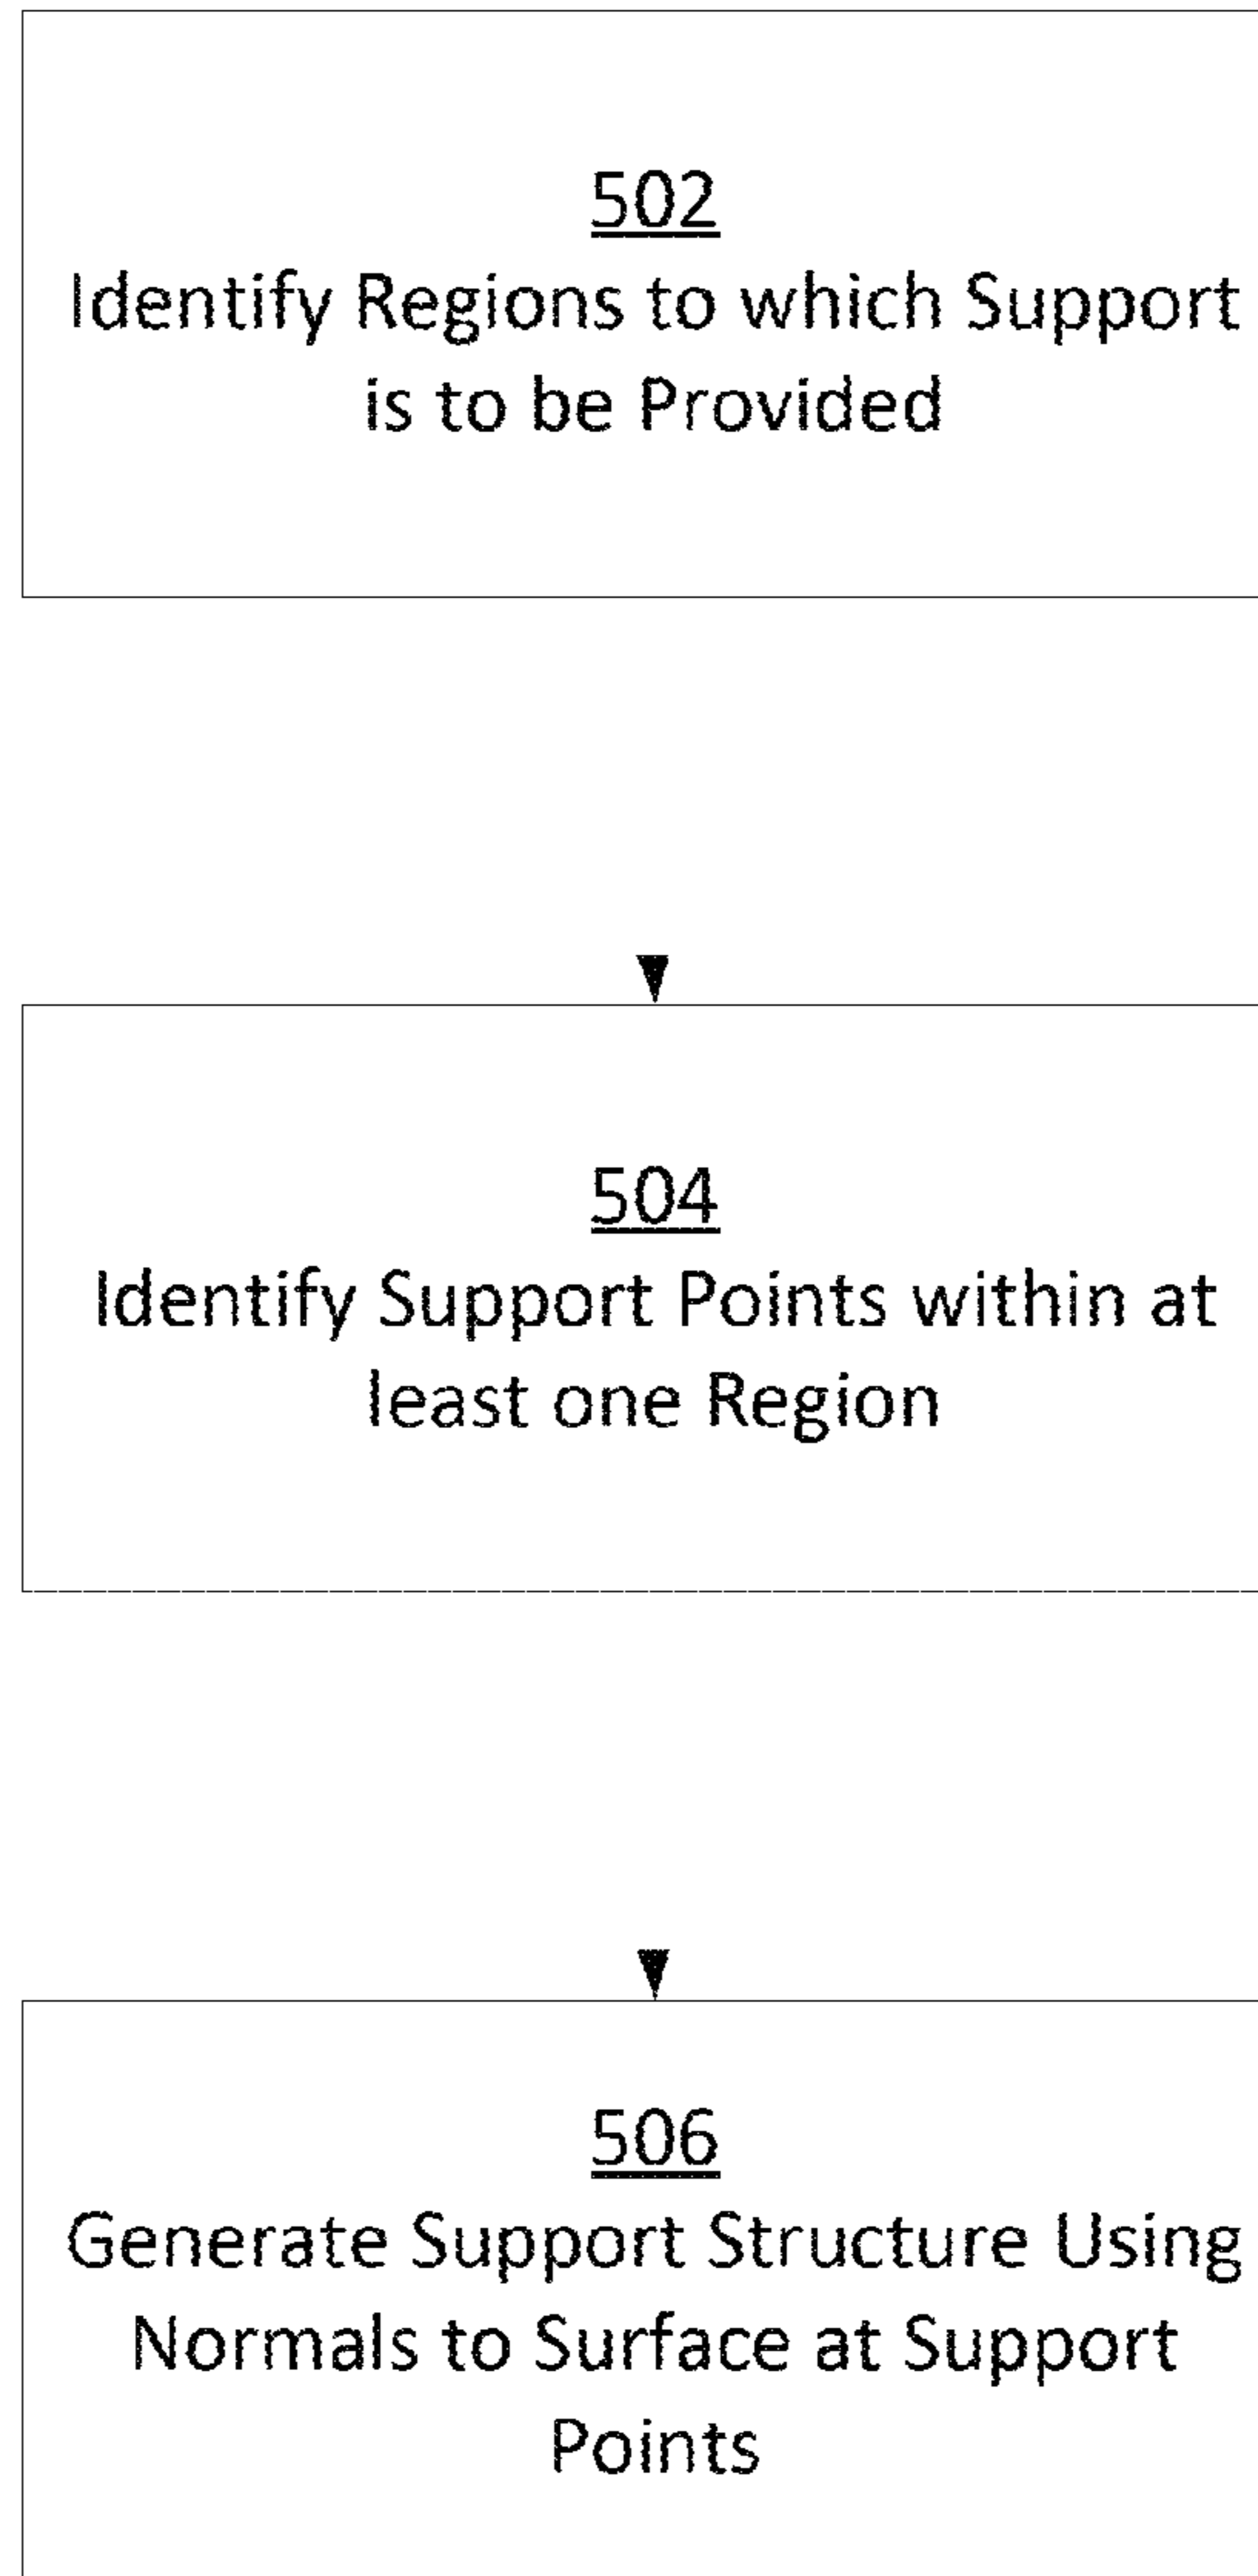 502
Identify Regions to which Support
is to be Provided
504
Identify Support Points within at
least one Region
506
Generate Support Structure Using
Normals to Surface at Support
Points